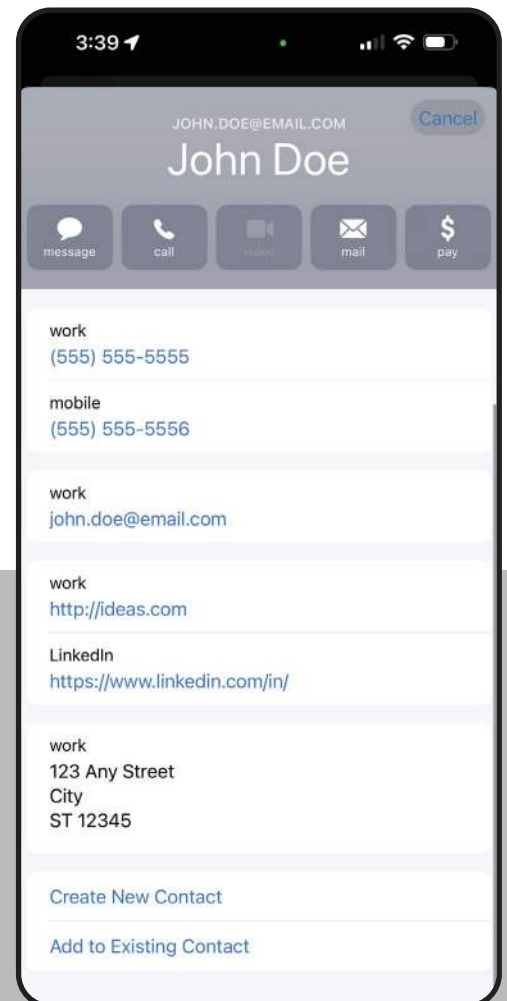 3:39
JOHN.DOE@EMAIL.COM
Cancel
John Doe
message
call
video
mail
$
pay
work
(555) 555-5555
mobile
(555) 555-5556
work
john.doe@email.com
work
http://ideas.com
LinkedIn
https://www.linkedin.com/in/
work
123 Any Street
City
ST 12345
Create New Contact
Add to Existing Contact